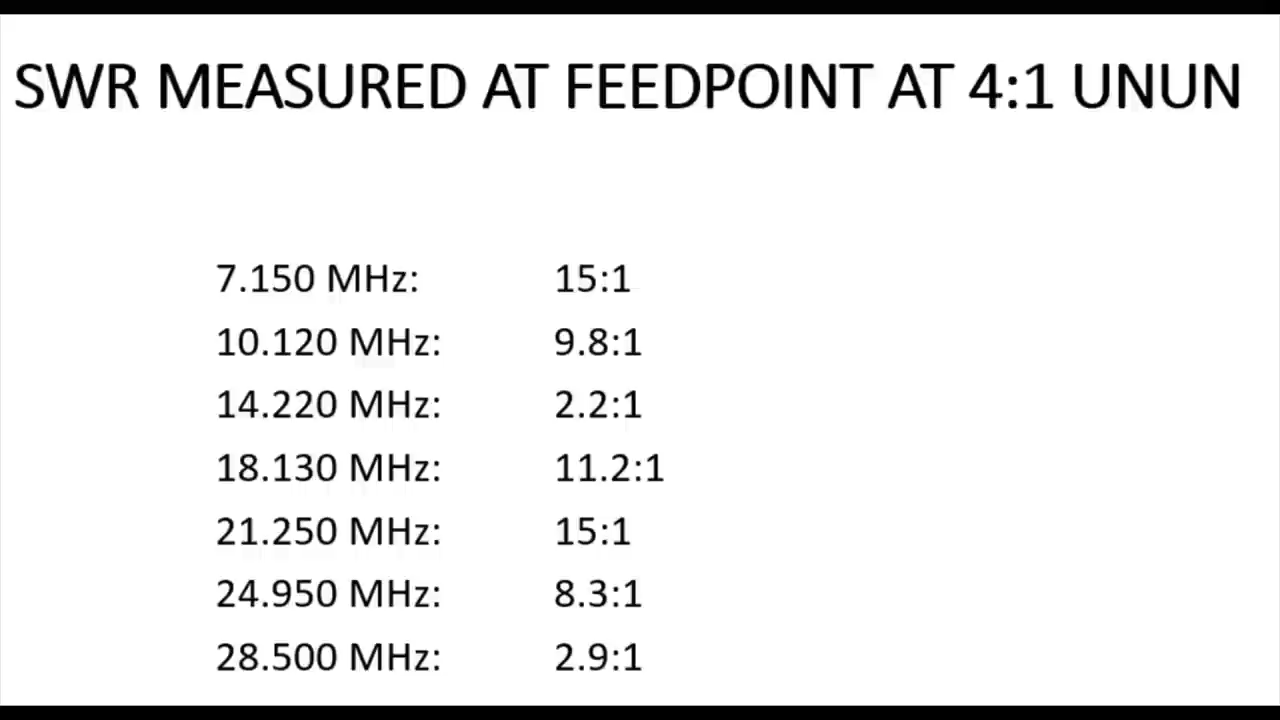 SWR MEASURED AT FEEDPOINT AT 4:1 UNUN
7.150 MHz: 15:1
10.120 MHz: 9.8:1
14.220 MHz: 2.2:1
18.130 MHz: 11.2:1
21.250 MHz: 15:1
24.950 MHz: 8.3:1
28.500 MHz: 2.9:1